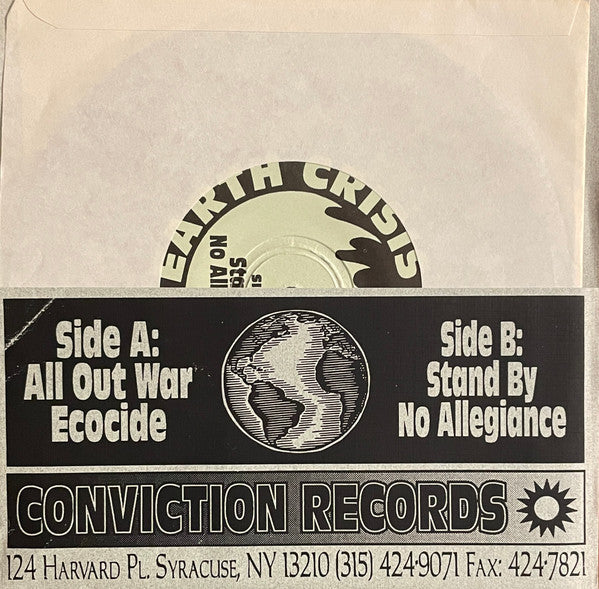 EARTH CRISIS
Side A:
All Out War
Ecocide
Side B:
Stand By
No Allegiance
CONVICTION RECORDS
124 HARVARD PL. SYRACUSE, NY 13210 (315) 424·9071 FAX: 424·7821